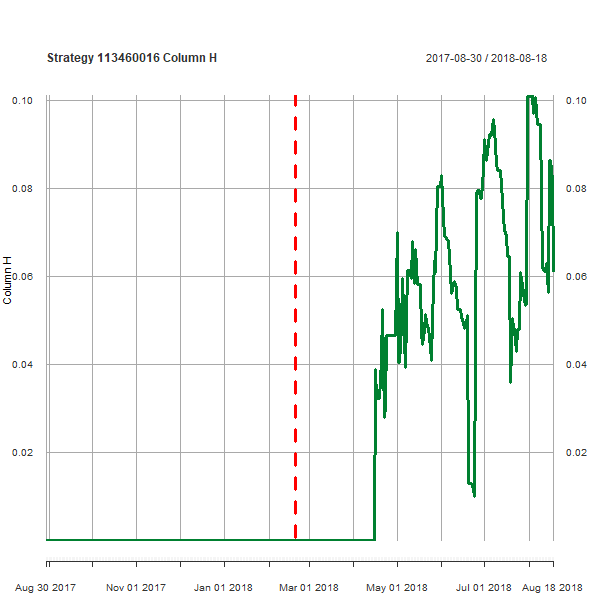 Strategy 113460016 Column H
2017-08-30 / 2018-08-18
0.10
0.10
0.08
0.08
0.06
0.06
Column H
0.04
0.04
0.02
0.02
Aug 30 2017
Nov 01 2017
Jan 01 2018
Mar 01 2018
May 01 2018
Jul 01 2018
Aug 18 2018